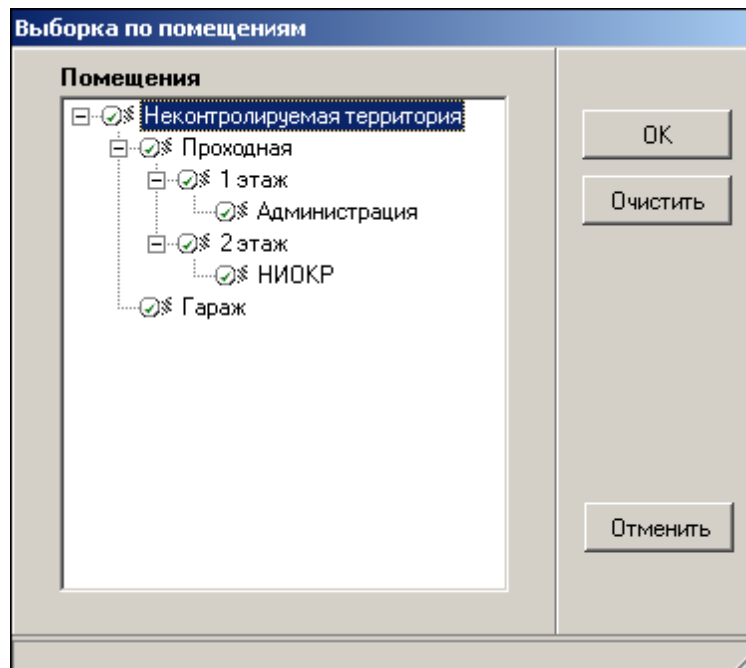 Выборка по помещениям
Помещения
Неконтролируемая территория
Проходная
1 этаж
Администрация
2 этаж
НИОКР
Гараж
OK
Очистить
Отменить